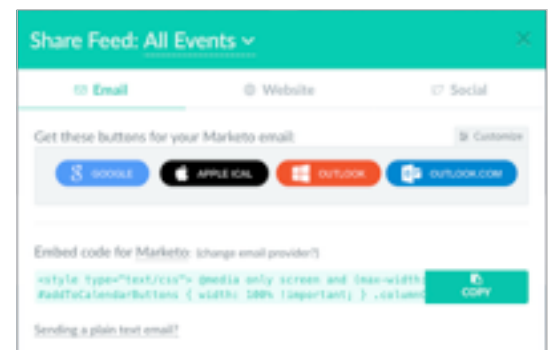 Share Feed: All Events
Email
Website
Social
Get these buttons for your Marketo email:
Customize
GOOGLE
APPLE ICAL
OUTLOOK
OUTLOOK.COM
Embed code for Marketo: (change email provider?)
<style type="text/css"> @media only screen and (max-width:
#addToCalendarButtons { width: 100% !important; } .column
COPY
Sending a plain text email?